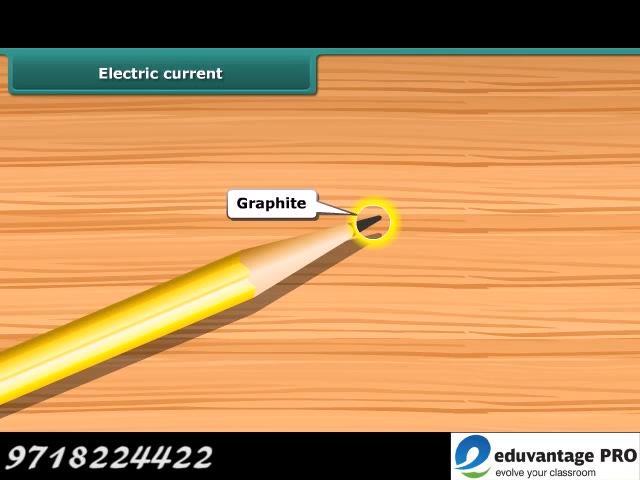 Electric current
Graphite
9718224422
eduvantage PRO
evolve your classroom